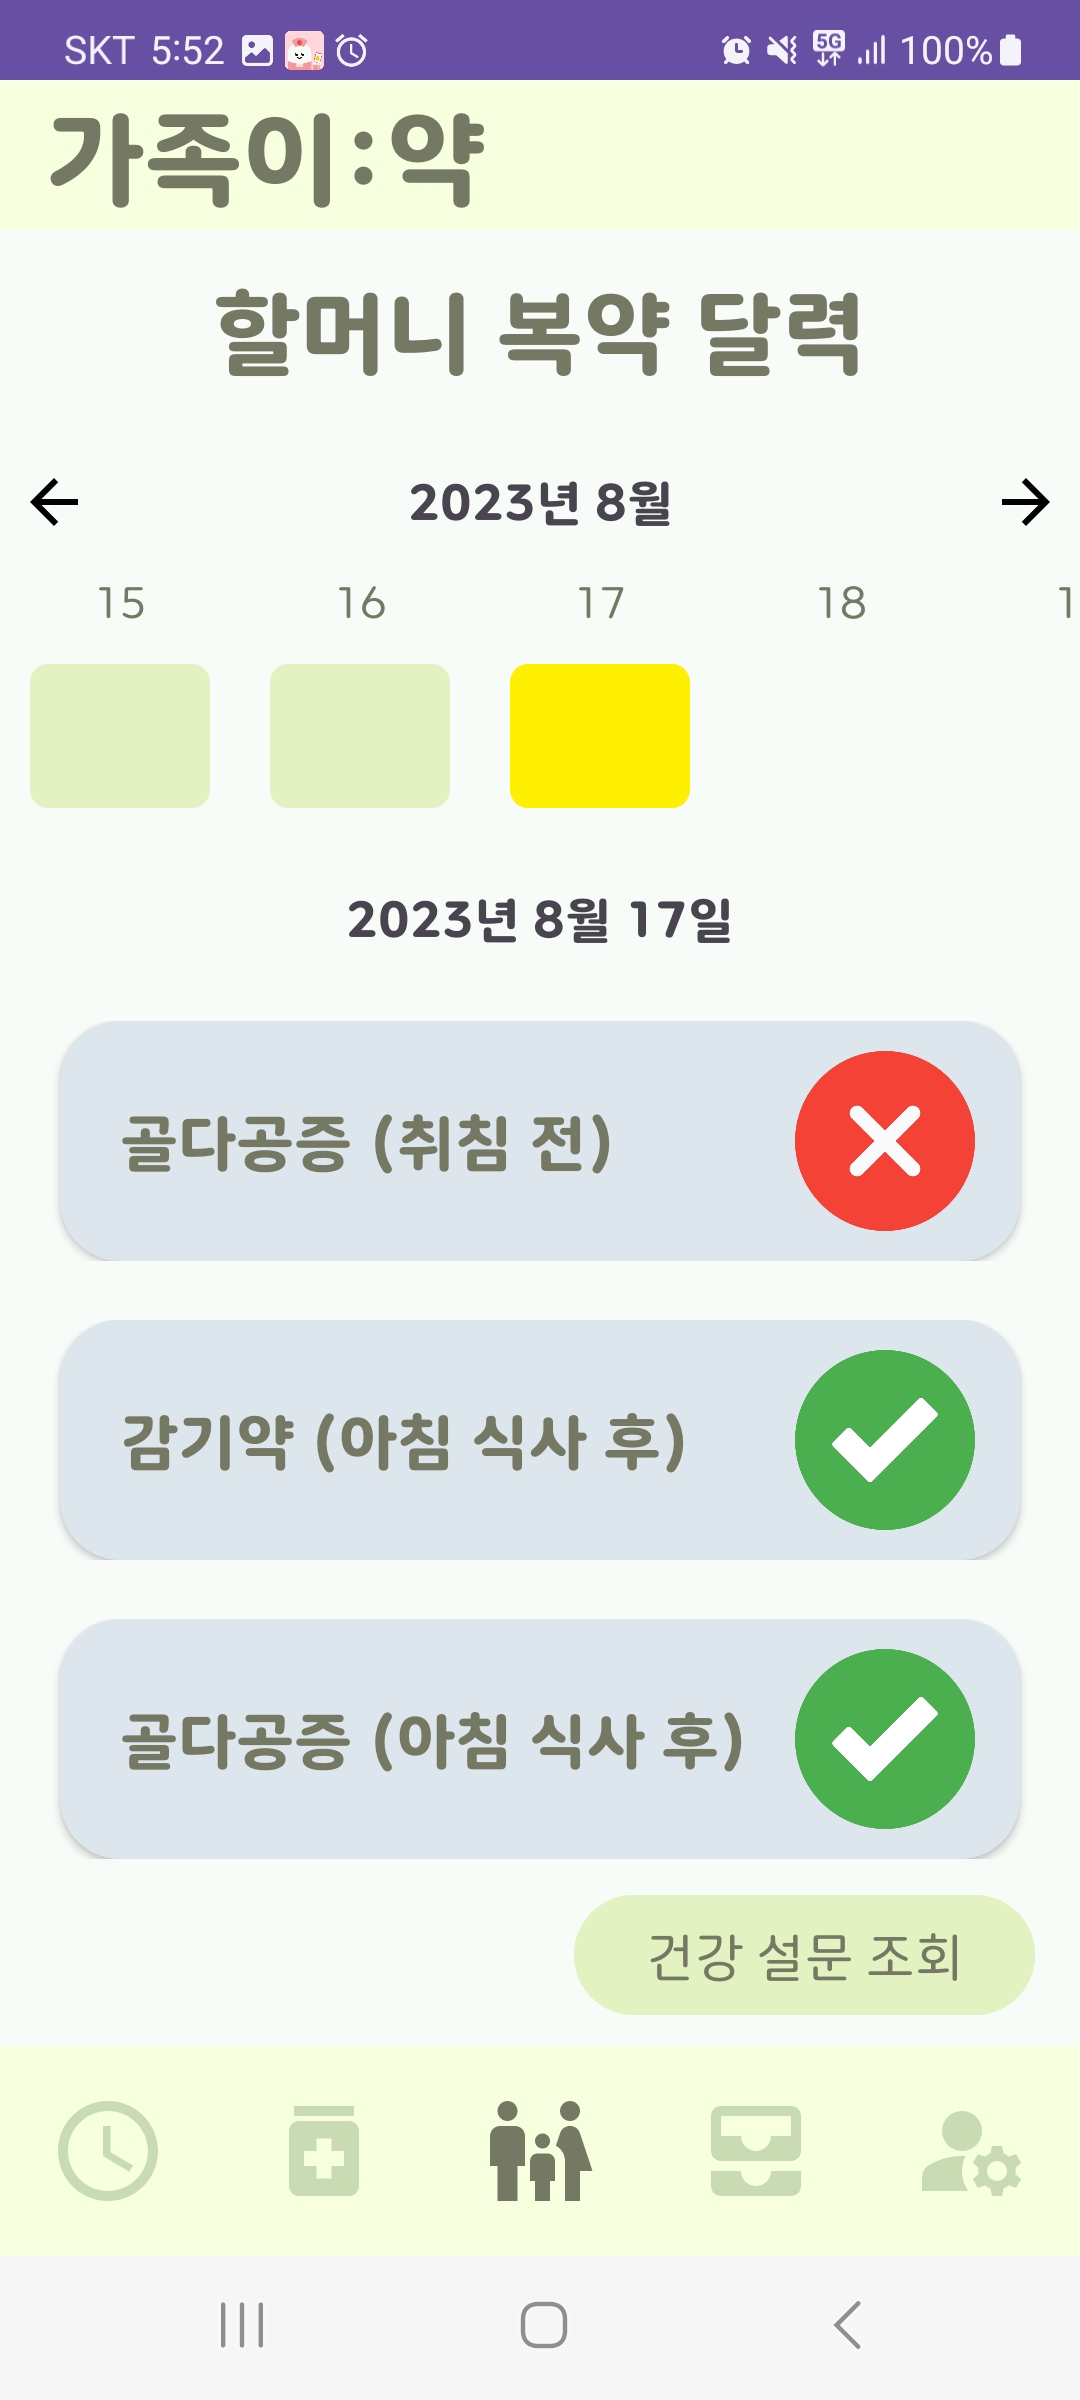 SKT 5:52 5G 100%
가족이:약
할머니 복약 달력
2023년 8월
15 16 17 18 1
2023년 8월 17일
골다공증 (취침 전)
감기약 (아침 식사 후)
골다공증 (아침 식사 후)
건강 설문 조회